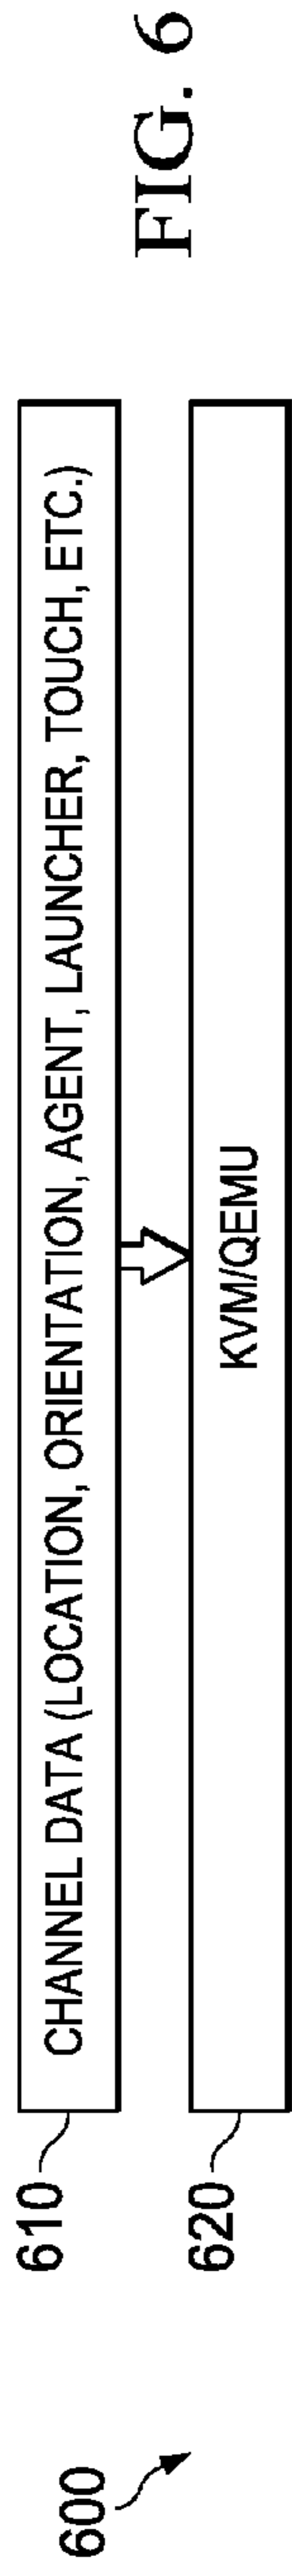 600
610
CHANNEL DATA (LOCATION, ORIENTATION, AGENT, LAUNCHER, TOUCH, ETC.)
620
KVM/QEMU
FIG. 6